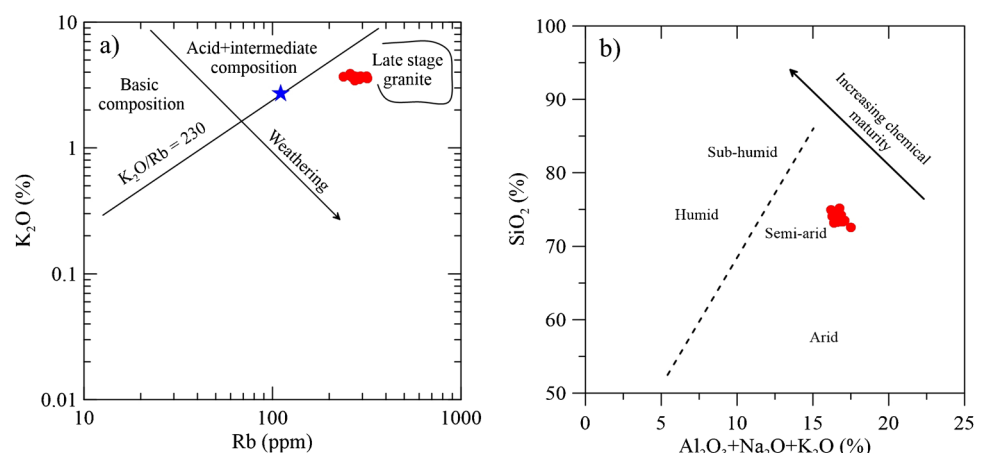 a)
Acid+intermediate
composition
Late stage
granite
Basic
composition
K₂O/Rb = 230
Weathering
10
1
0.1
0.01
K₂O (%)
10
100
1000
Rb (ppm)
b)
Increasing chemical
maturity
Sub-humid
Humid
Semi-arid
Arid
100
90
80
70
60
50
SiO₂ (%)
0
5
10
15
20
25
Al₂O₃+Na₂O+K₂O (%)